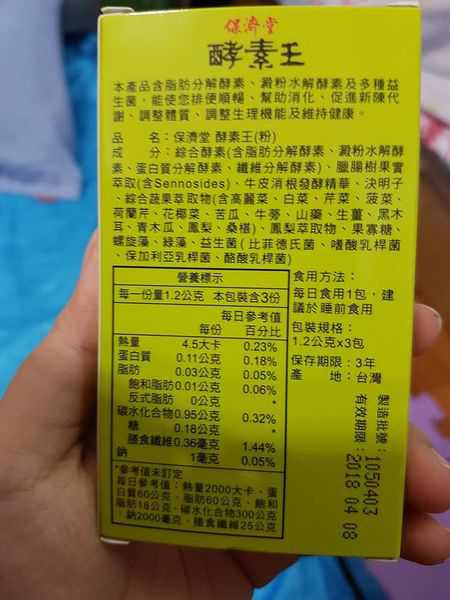 保濟堂
酵素王
本產品含脂肪分解酵素、澱粉水解酵素及多種益
生菌,能使您排便順暢、幫助消化、促進新陳代
謝、調整體質、調整生理機能及維持健康。
品　名:保濟堂 酵素王(粉)
成　分:綜合酵素(含脂肪分解酵素、澱粉水解酵
素、蛋白質分解酵素、纖維分解酵素)、臘腸樹果實
萃取(含Sennosides)、牛皮消根發酵精華、決明子
、綜合蔬果萃取物(含高麗菜、白菜、芹菜、菠菜、
荷蘭芹、花椰菜、苦瓜、牛蒡、山藥、生薑、黑木
耳、青木瓜、鳳梨、桑椹)、鳳梨萃取物、果寡糖、
螺旋藻、綠藻、益生菌(比菲德氏菌、嗜酸乳桿菌
、保加利亞乳桿菌、酪酸乳桿菌)
營養標示
每一份量1.2公克 本包裝含3份
每日參考值
每份 百分比
熱量 4.5大卡 0.23%
蛋白質 0.11公克 0.18%
脂肪 0.03公克 0.05%
飽和脂肪 0.01公克 0.06%
反式脂肪 0公克 *
碳水化合物 0.95公克 0.32%
糖 0.18公克 *
膳食纖維 0.36毫克 1.44%
鈉 1毫克 0.05%
*參考值未訂定
每日參考值:熱量2000大卡、蛋
白質60公克、脂肪60公克、飽和
脂肪18公克、碳水化合物300公克
、鈉2000毫克、膳食纖維25公克
食用方法:
每日食用1包,建
議於睡前食用
包裝規格:
1.2公克x3包
保存期限:3年
產　地:台灣
製造批號:1050403
有效期限:2018 04 08